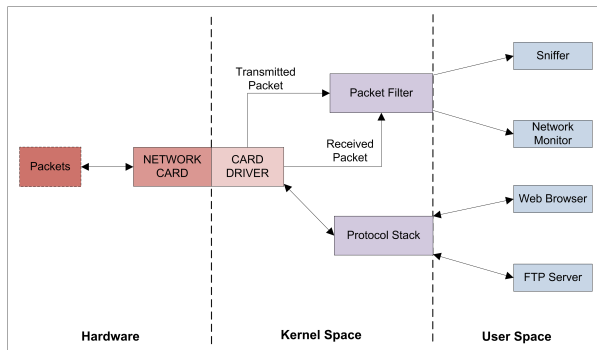 Transmitted
Packet
Packet Filter
Sniffer
Network
Monitor
Received
Packet
Packets
NETWORK
CARD
CARD
DRIVER
Web Browser
Protocol Stack
FTP Server
Hardware
Kernel Space
User Space